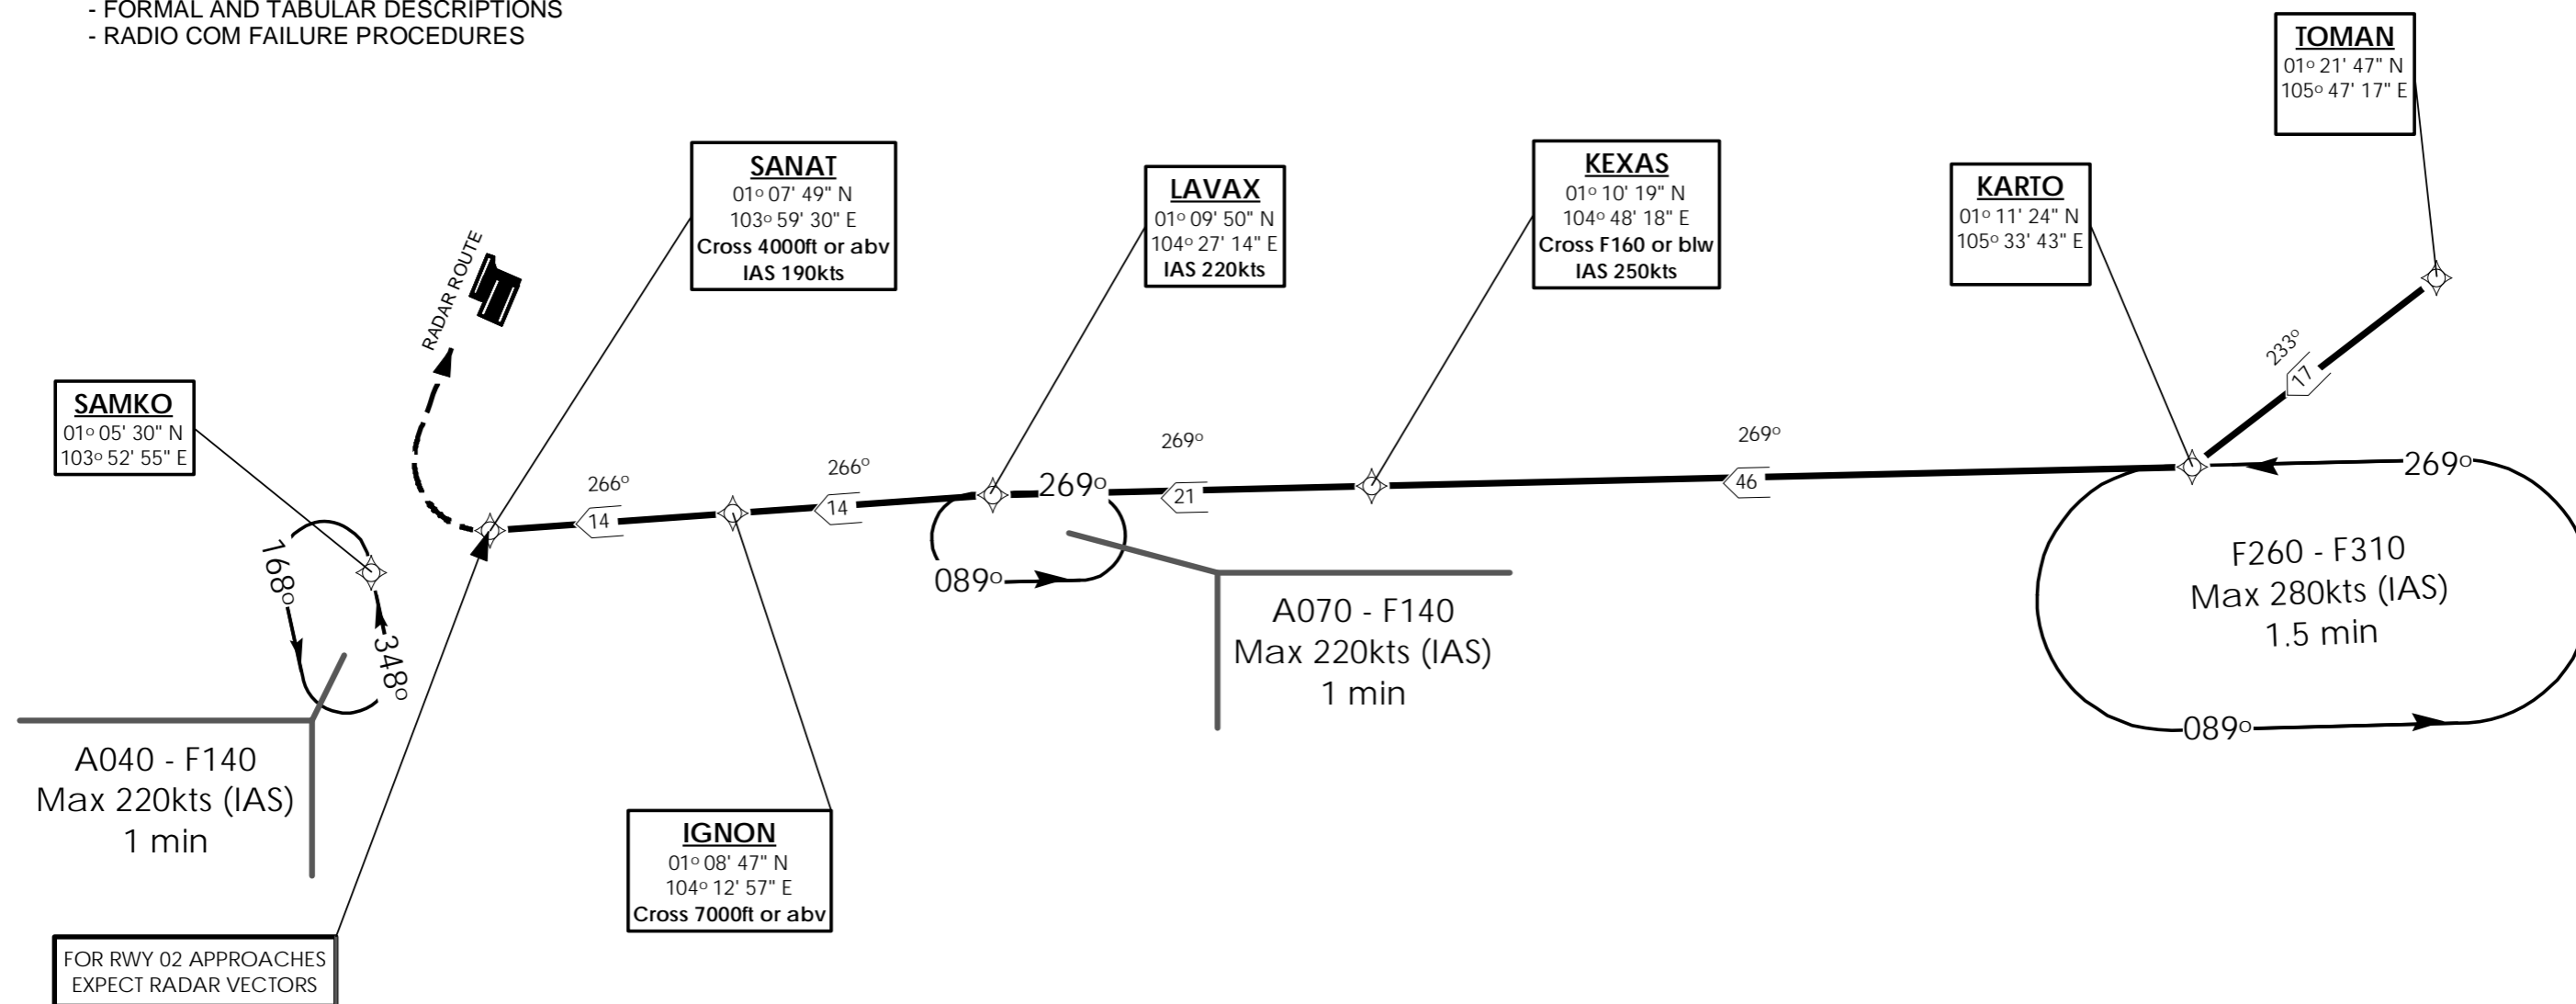 - FORMAL AND TABULAR DESCRIPTIONS
- RADIO COM FAILURE PROCEDURES
TOMAN
01° 21' 47" N
105° 47' 17" E
SANAT
01° 07' 49" N
103° 59' 30" E
Cross 4000ft or abv
IAS 190kts
LAVAX
01° 09' 50" N
104° 27' 14" E
IAS 220kts
KEXAS
01° 10' 19" N
104° 48' 18" E
Cross F160 or blw
IAS 250kts
KARTO
01° 11' 24" N
105° 33' 43" E
RADAR ROUTE
SAMKO
01° 05' 30" N
103° 52' 55" E
233°
17
269°
46
269°
21
269°
266°
14
266°
14
269°
089°
168°
348°
F260 - F310
Max 280kts (IAS)
1.5 min
089°
A070 - F140
Max 220kts (IAS)
1 min
A040 - F140
Max 220kts (IAS)
1 min
IGNON
01° 08' 47" N
104° 12' 57" E
Cross 7000ft or abv
FOR RWY 02 APPROACHES
EXPECT RADAR VECTORS